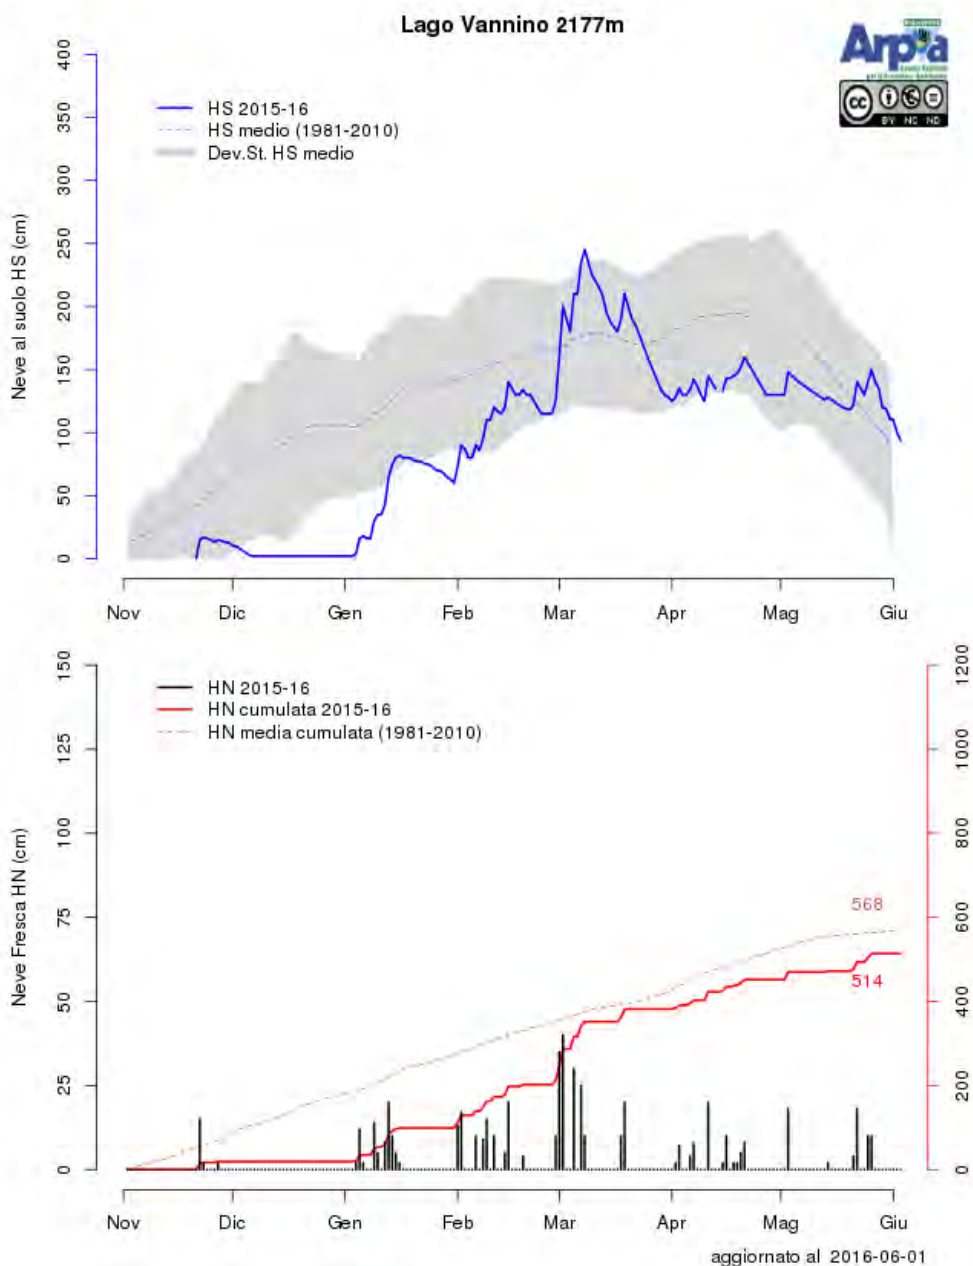 Lago Vannino 2177m
Arpa
CC
BY NC ND
HS 2015-16
HS medio (1981-2010)
Dev.St. HS medio
Neve al suolo HS (cm)
400
350
300
250
200
150
100
50
0
Nov Dic Gen Feb Mar Apr Mag Giu
HN 2015-16
HN cumulata 2015-16
HN media cumulata (1981-2010)
Neve Fresca HN (cm)
150
125
100
75
50
25
0
1200
1000
800
600
400
200
0
568
514
Nov Dic Gen Feb Mar Apr Mag Giu
aggiornato al 2016-06-01